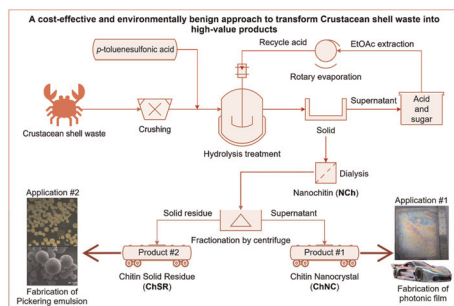 A cost-effective and environmentally benign approach to transform Crustacean shell waste into
high-value products
p-toluenesulfonic acid
Recycle acid
EtOAc extraction
Rotary evaporation
Supernatant
Acid
and
sugar
Crustacean shell waste
Crushing
Hydrolysis treatment
Solid
Dialysis
Nanochitin (NCh)
Application #2
Application #1
Solid residue
Supernatant
Fractionation by centrifuge
Product #2
Product #1
Chitin Solid Residue
(ChSR)
Chitin Nanocrystal
(ChNC)
Fabrication of
Pickering emulsion
Fabrication of
photonic film